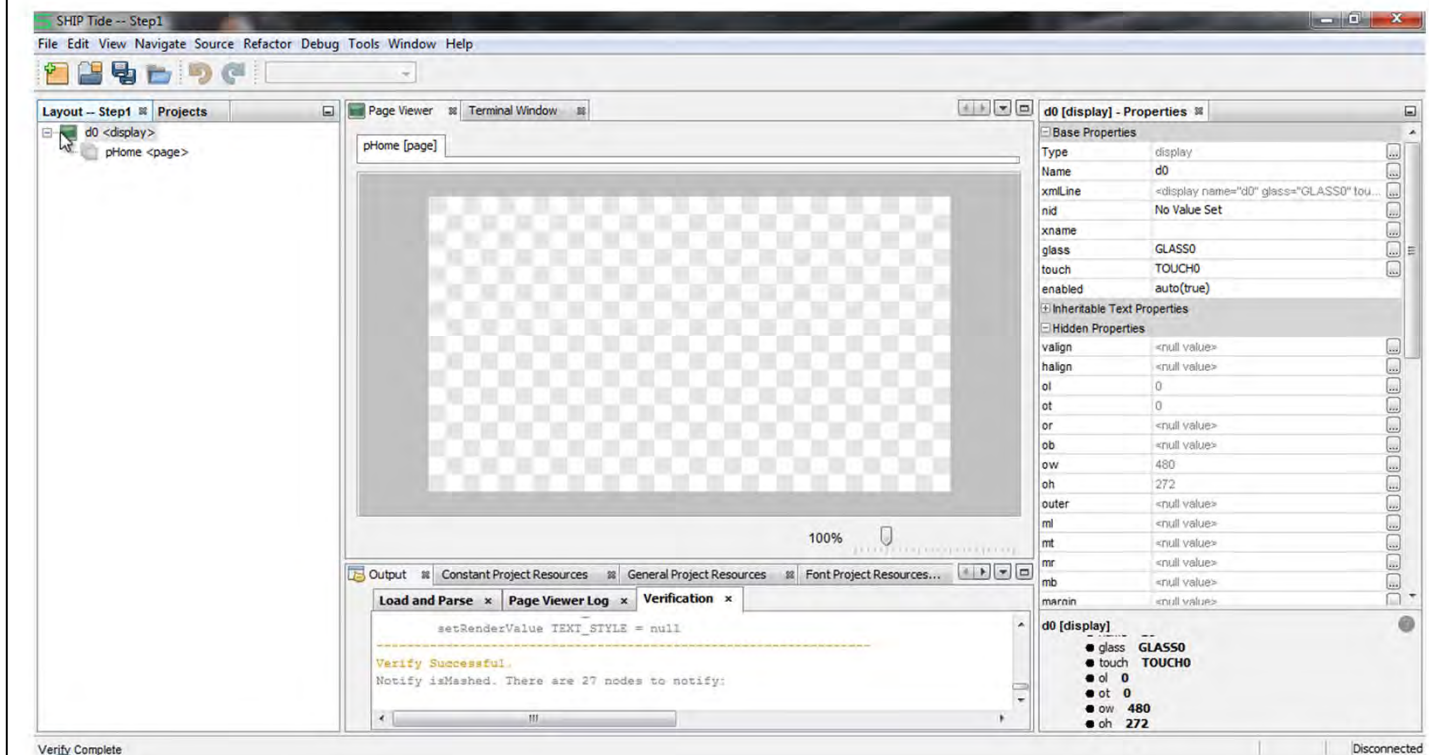 SHIP Tide -- Step1
File Edit View Navigate Source Refactor Debug Tools Window Help
Layout -- Step1 Projects
d0 <display>
pHome <page>
Page Viewer Terminal Window
pHome [page]
100%
Output Constant Project Resources General Project Resources Font Project Resources...
Load and Parse × Page Viewer Log × Verification ×
setRenderValue TEXT_STYLE = null
--------------------------------------------------------------
Verify Successful.
Notify isMashed. There are 27 nodes to notify:
d0 [display] - Properties
Base Properties
Type display
Name d0
xmlLine <display name="d0" glass="GLASS0" tou...
nid No Value Set
xname
glass GLASS0
touch TOUCH0
enabled auto(true)
Inheritable Text Properties
Hidden Properties
valign <null value>
halign <null value>
ol 0
ot 0
or <null value>
ob <null value>
ow 480
oh 272
outer <null value>
ml <null value>
mt <null value>
mr <null value>
mb <null value>
margin <null value>
d0 [display]
glass GLASS0
touch TOUCH0
ol 0
ot 0
ow 480
oh 272
Verify Complete
Disconnected